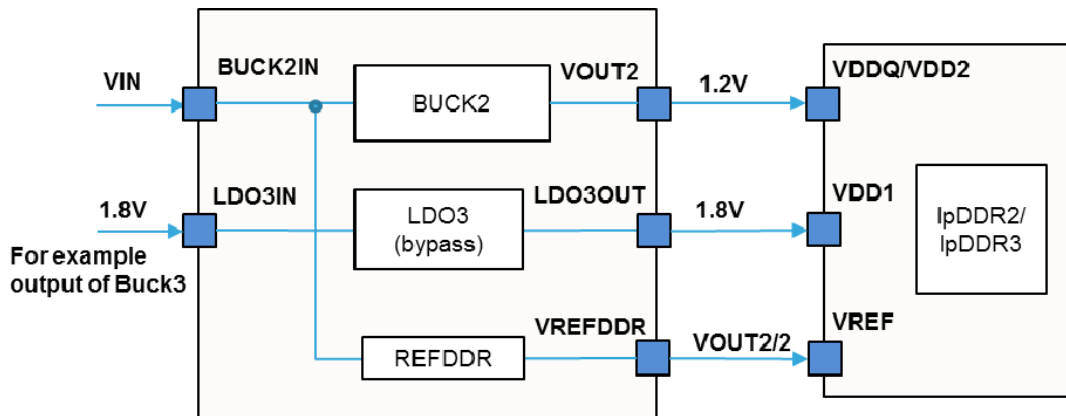 VIN
BUCK2IN
BUCK2
VOUT2
1.2V
VDDQ/VDD2
1.8V
For example
output of Buck3
LDO3IN
LDO3
(bypass)
LDO3OUT
1.8V
VDD1
lpDDR2/
lpDDR3
REFDDR
VREFDDR
VOUT2/2
VREF